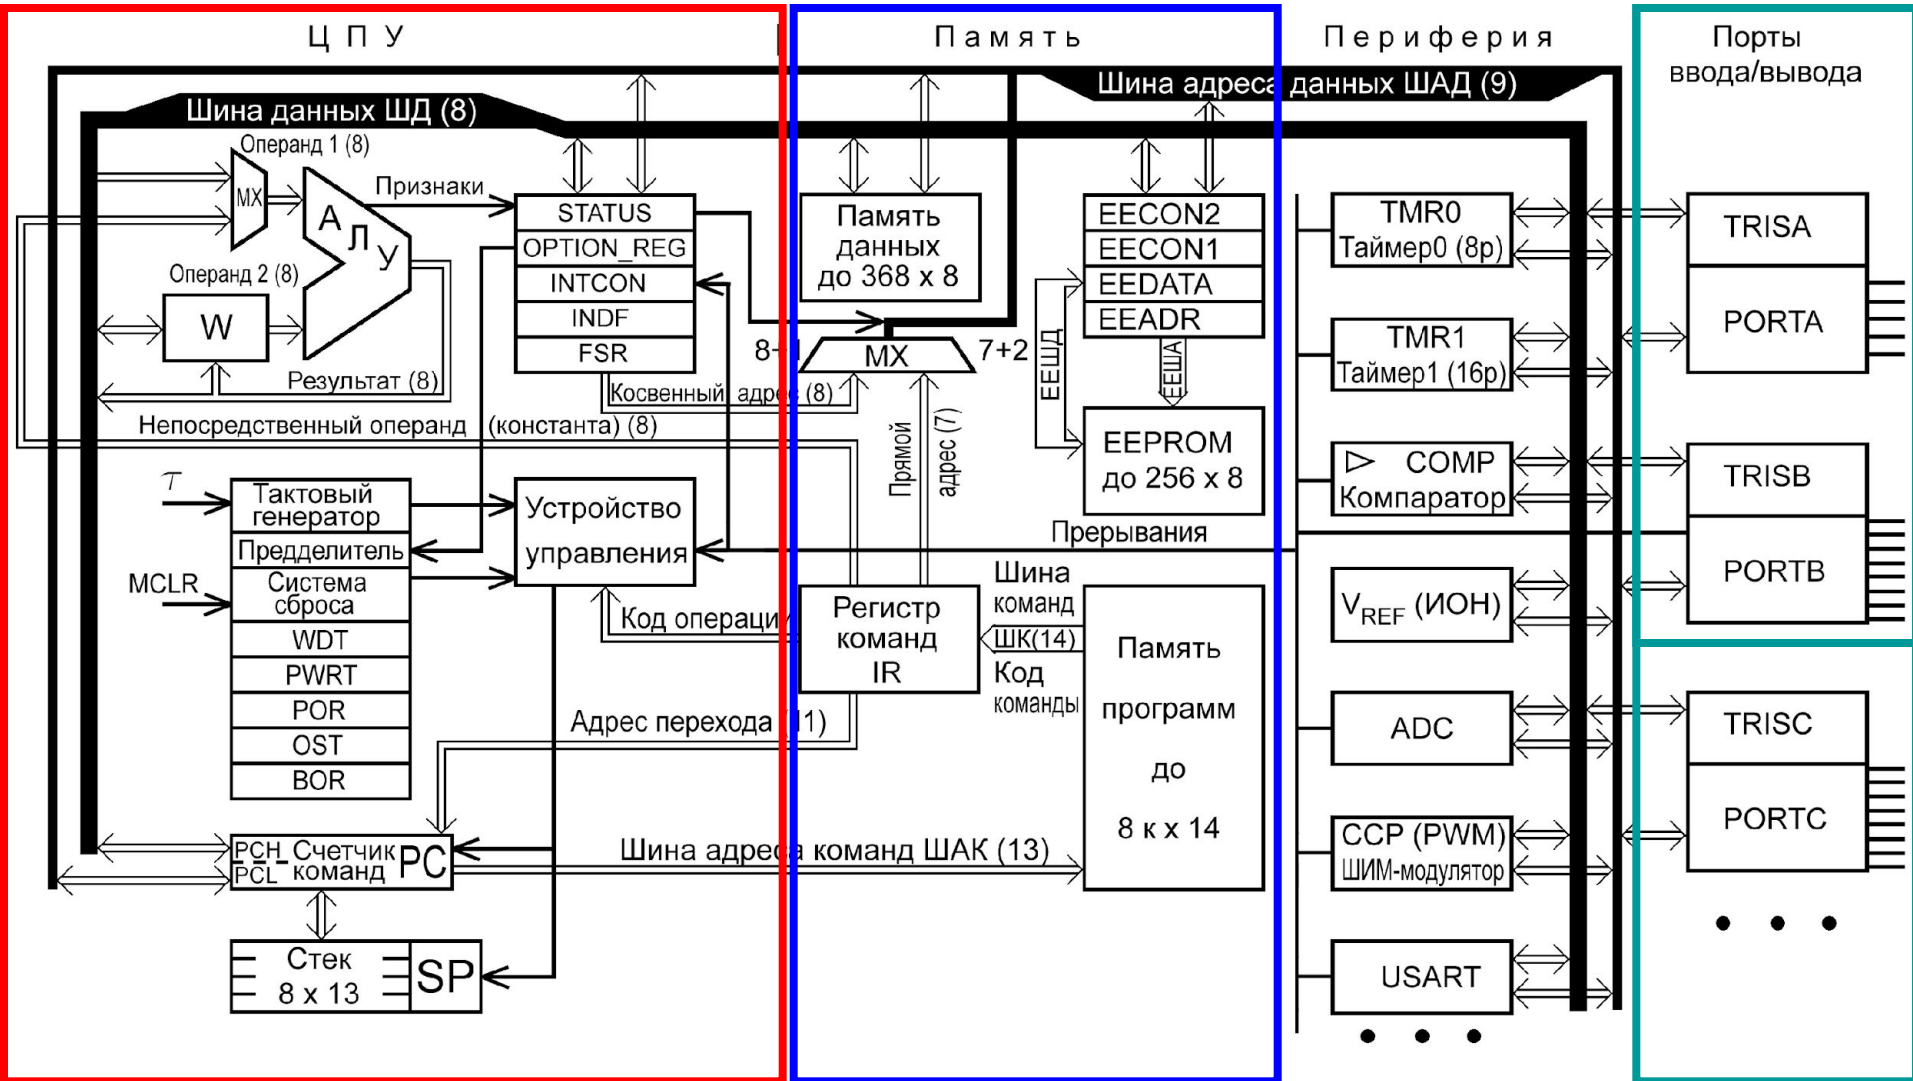 Ц П У
Память
Периферия
Порты
ввода/вывода
Шина адреса данных ШАД (9)
Шина данных ШД (8)
Операнд 1 (8)
MX
Признаки
А
Л
У
Операнд 2 (8)
W
Результат (8)
STATUS
OPTION_REG
INTCON
INDF
FSR
Косвенный адрес (8)
Непосредственный операнд (константа) (8)
Память
данных
до 368 x 8
8+1
MX
7+2
Прямой
адрес (7)
EECON2
EECON1
EEDATA
EEADR
ЕЕШД
ЕЕША
EEPROM
до 256 x 8
τ
Тактовый
генератор
Предделитель
MCLR
Система
сброса
WDT
PWRT
POR
OST
BOR
Устройство
управления
Прерывания
Код операции
Регистр
команд
IR
Шина
команд
ШК(14)
Код
команды
Память
программ
до
8 к x 14
Адрес перехода (11)
PCH
PCL
Счетчик
команд
PC
Шина адреса команд ШАК (13)
Стек
8 x 13
SP
TMR0
Таймер0 (8р)
TMR1
Таймер1 (16р)
COMP
Компаратор
VREF (ИОН)
ADC
CCP (PWM)
ШИМ-модулятор
USART
TRISA
PORTA
TRISB
PORTB
TRISC
PORTC